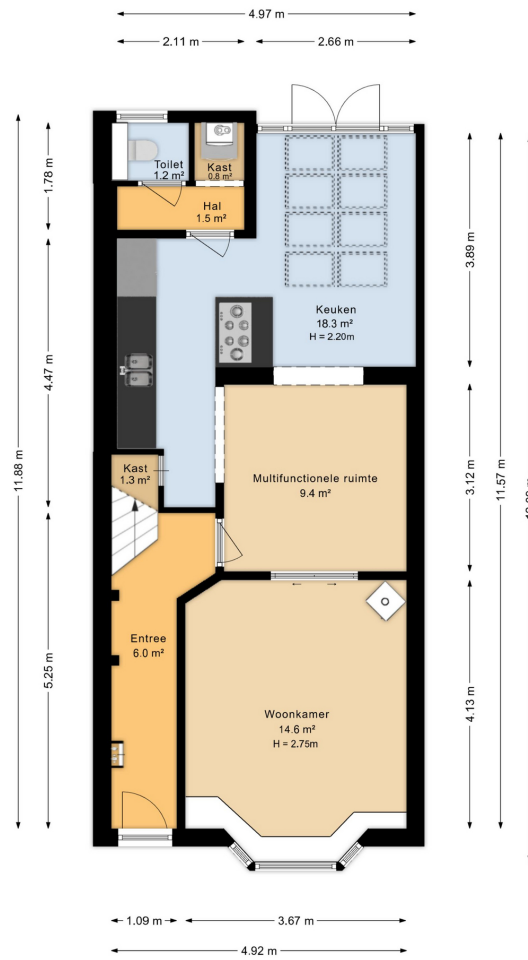 4.97 m
2.11 m
2.66 m
Toilet
1.2 m²
Kast
0.8 m²
Hal
1.5 m²
1.78 m
3.89 m
Keuken
18.3 m²
H = 2.20m
4.47 m
11.88 m
Kast
1.3 m²
Multifunctionele ruimte
9.4 m²
3.12 m
11.57 m
Entree
6.0 m²
5.25 m
Woonkamer
14.6 m²
H = 2.75m
4.13 m
1.09 m
3.67 m
4.92 m